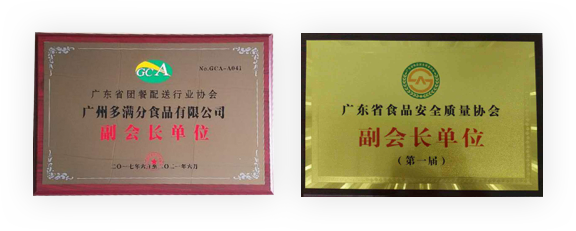 GCA
No.GCA-A041
广东省团餐配送行业协会
广州多满分食品有限公司
副会长单位
二〇一七年六月至二〇二一年六月
广东省食品安全质量协会
副会长单位
(第一届)